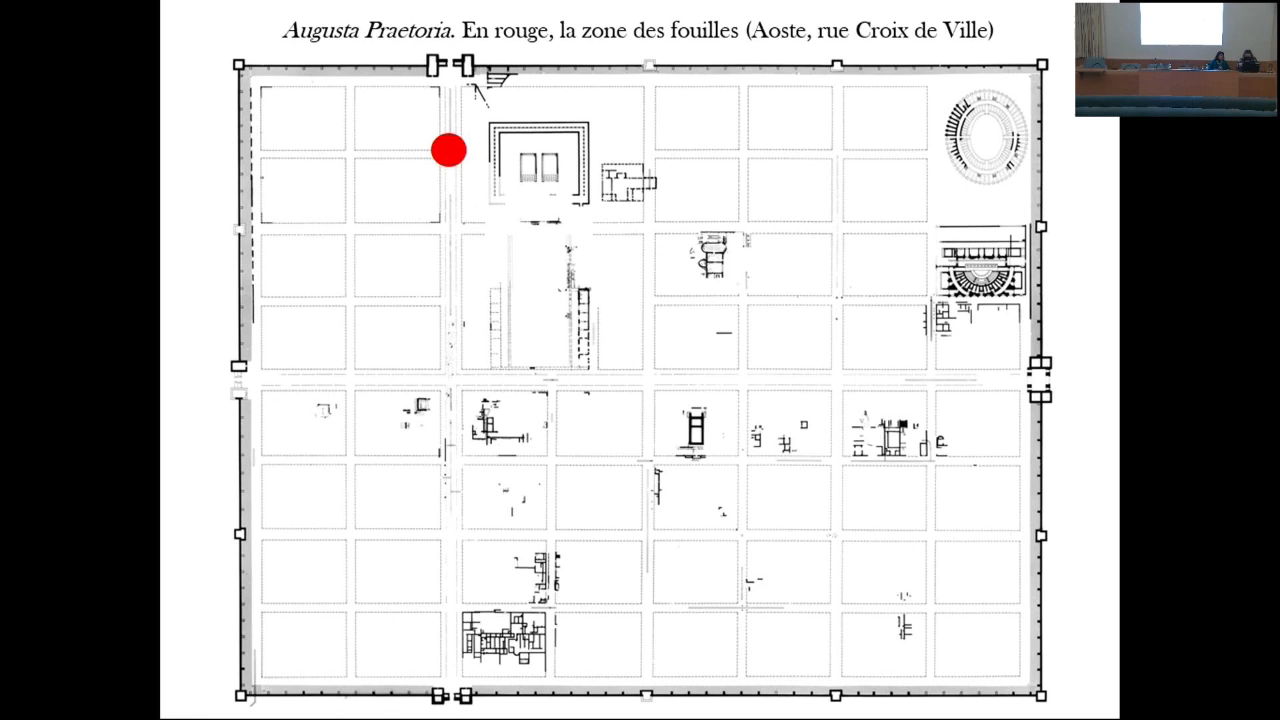 Augusta Praetoria. En rouge, la zone des fouilles (Aoste, rue Croix de Ville)